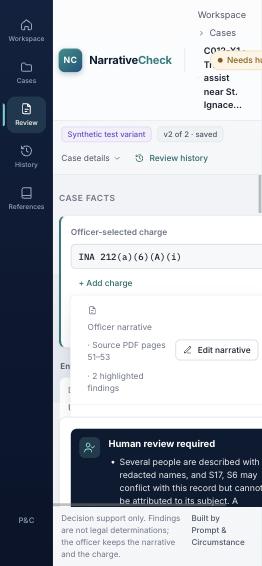 Workspace
Cases
Review
History
References
P&C
NC NarrativeCheck
Workspace
› Cases
assist
near St.
Ignace...
Needs
Synthetic test variant
v2 of 2 · saved
Case details
Review history
CASE FACTS
Officer-selected charge
INA 212(a)(6)(A)(i)
+ Add charge
Officer narrative
· Source PDF pages
51–53
· 2 highlighted
findings
Edit narrative
Human review required
• Several people are described with
redacted names, and S17, S6 may
conflict with this record but cannot
be attributed to its subject. A
Decision support only. Findings
are not legal determinations;
the officer keeps the narrative
and the charge.
Built by
Prompt &
Circumstance